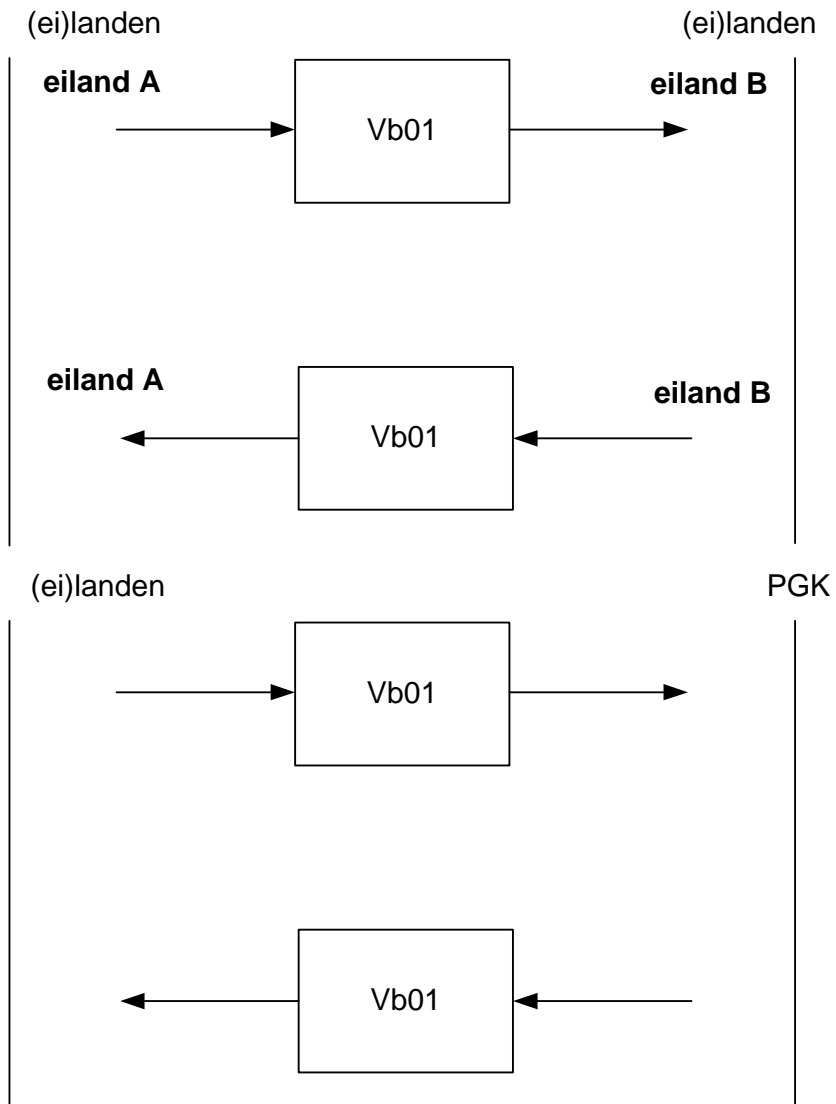 (ei)landen (ei)landen
eiland A eiland B
Vb01
eiland A eiland B
Vb01
(ei)landen PGK
Vb01
Vb01